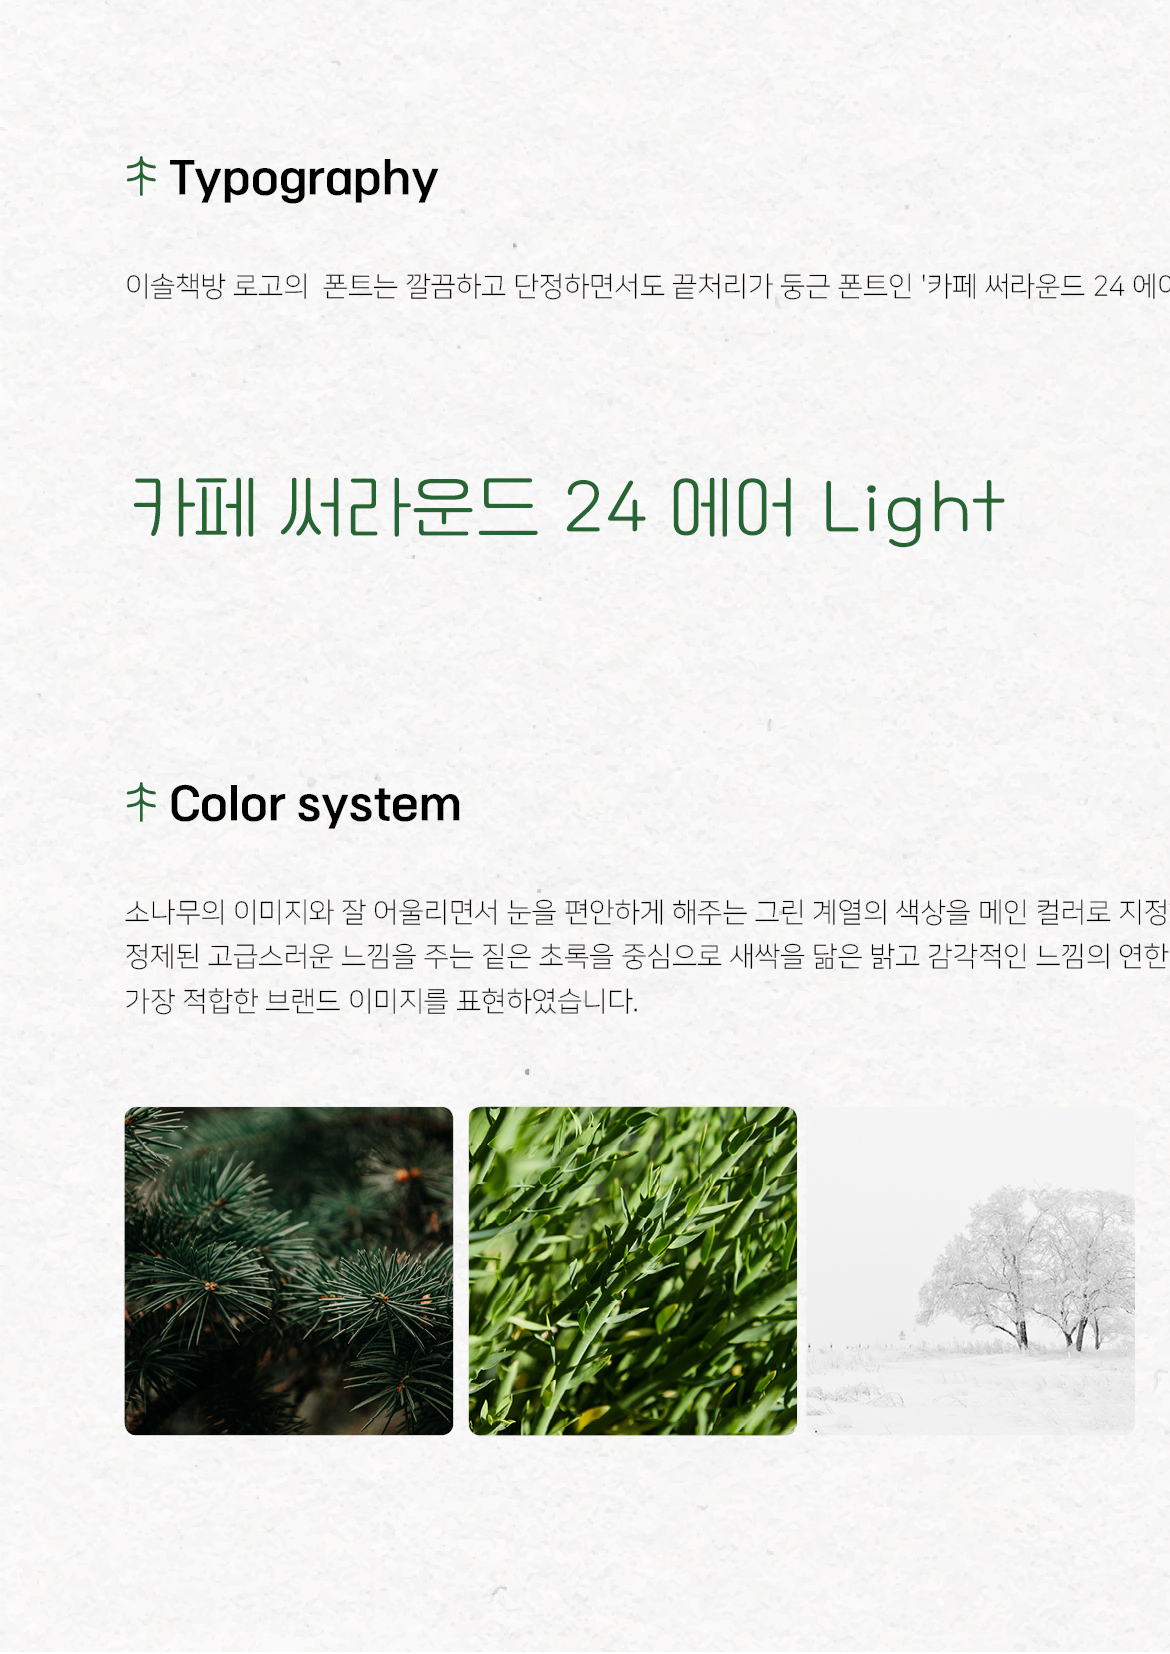 Typography
이솔책방 로고의 폰트는 깔끔하고 단정하면서도 끝처리가 둥근 폰트인 '카페 써라운드 24 에어
카페 써라운드 24 에어 Light
Color system
소나무의 이미지와 잘 어울리면서 눈을 편안하게 해주는 그린 계열의 색상을 메인 컬러로 지정
정제된 고급스러운 느낌을 주는 짙은 초록을 중심으로 새싹을 닮은 밝고 감각적인 느낌의 연한
가장 적합한 브랜드 이미지를 표현하였습니다.